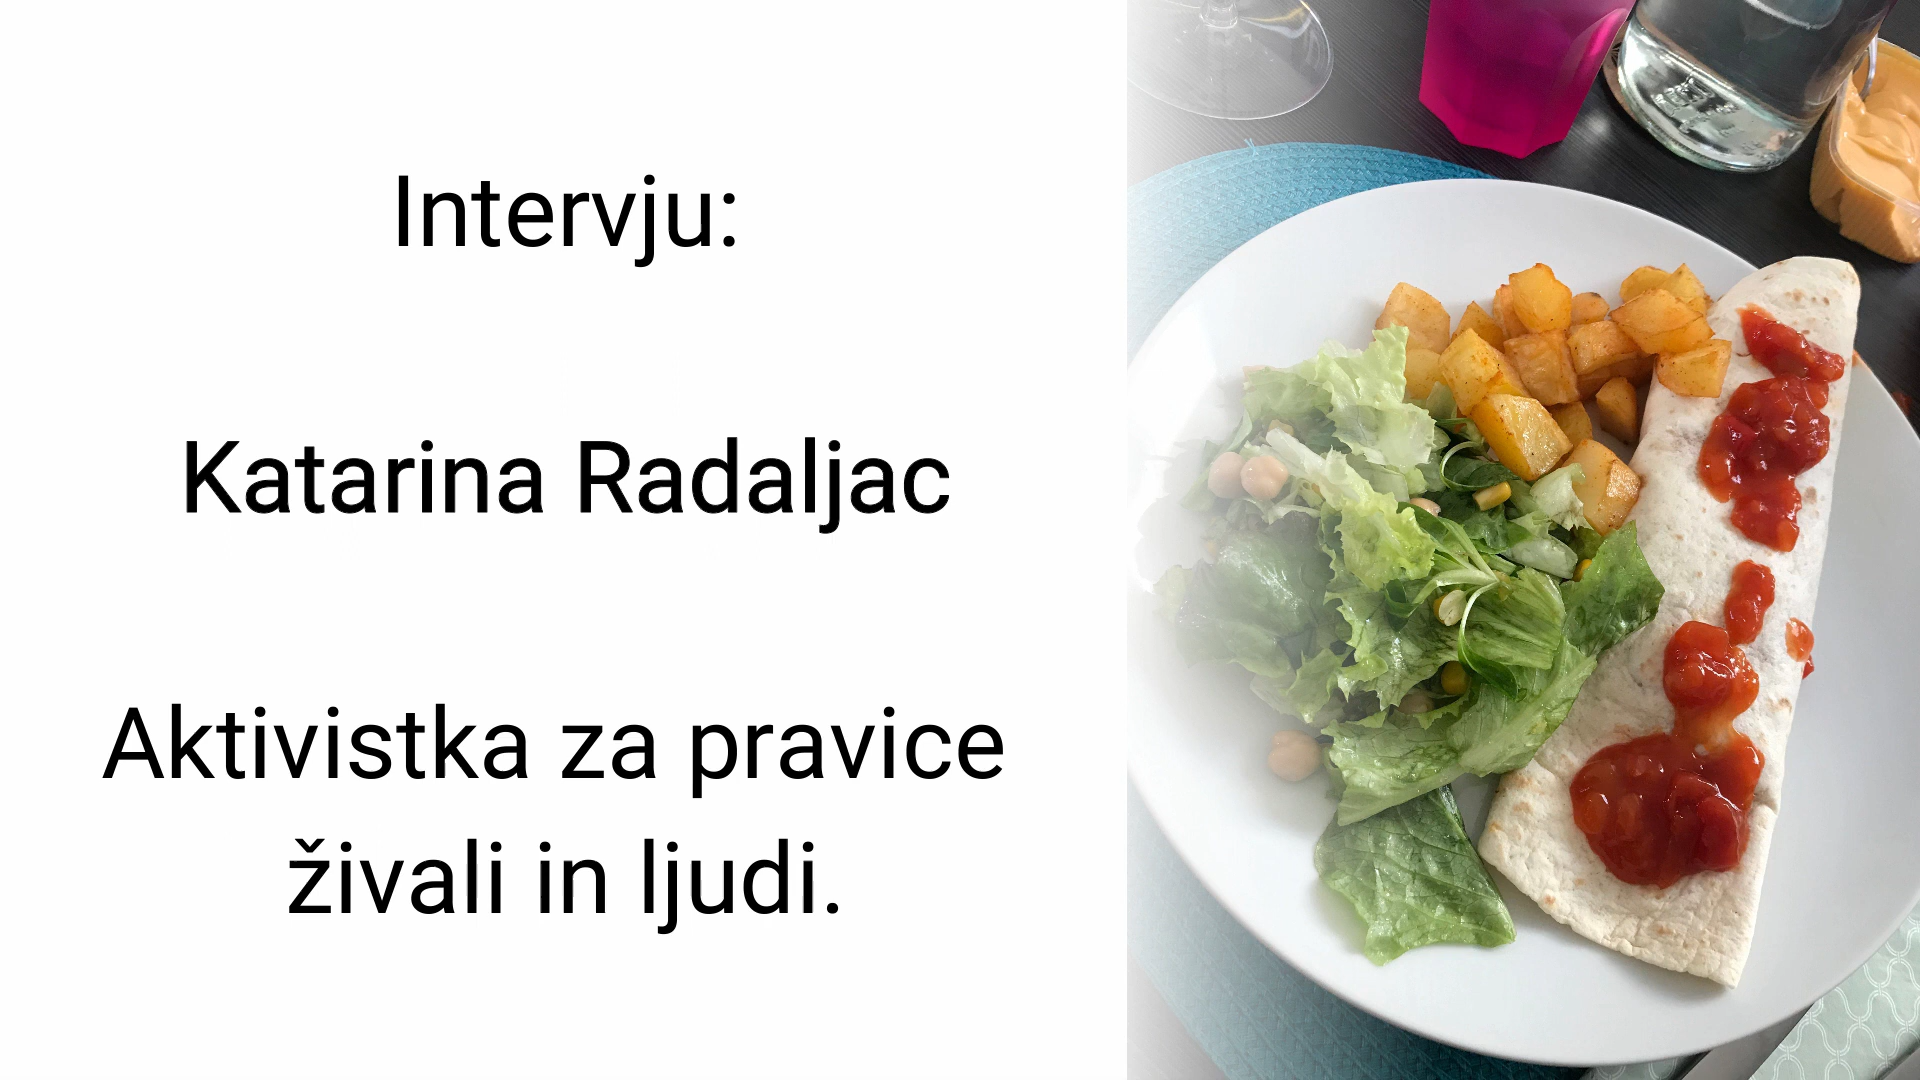 Intervju:
Katarina Radaljac
Aktivistka za pravice
živali in ljudi.